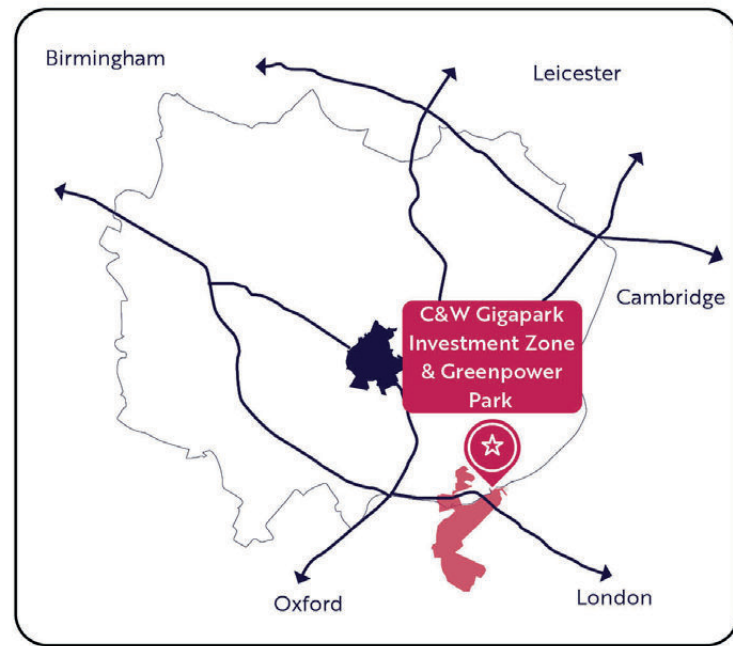 Birmingham
Leicester
Cambridge
C&W Gigapark
Investment Zone
& Greenpower
Park
Oxford
London